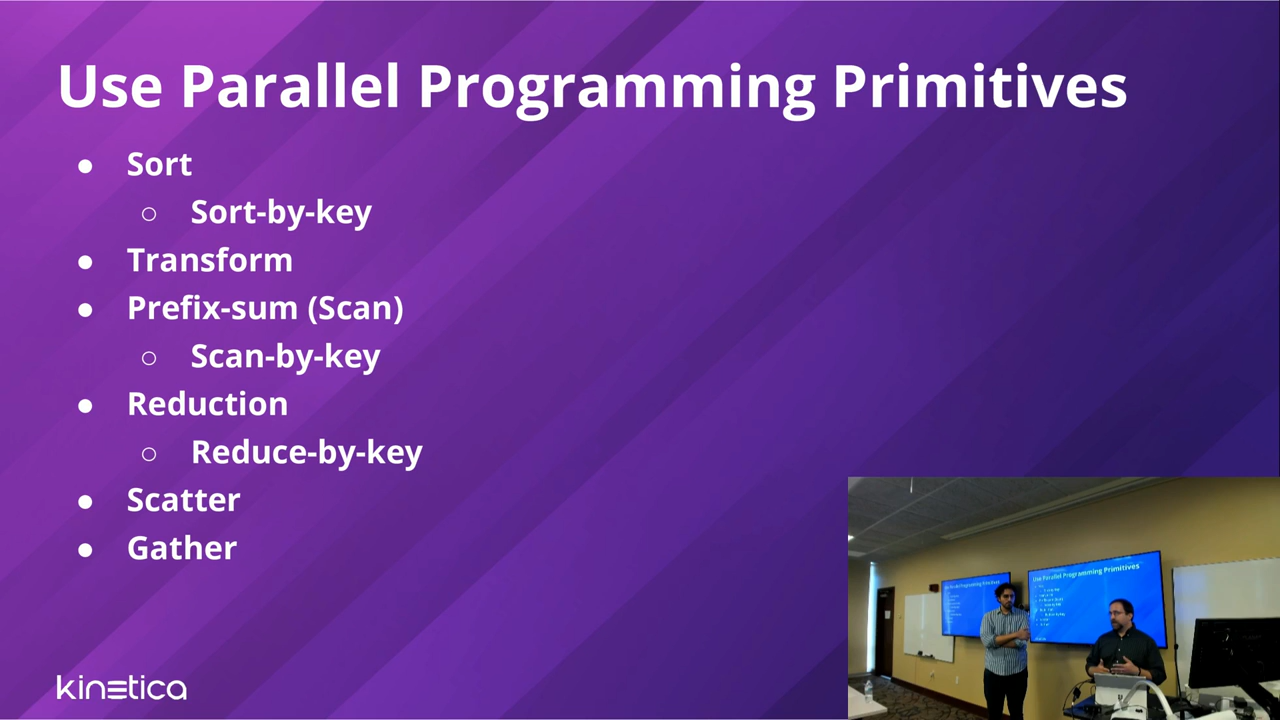 Use Parallel Programming Primitives
● Sort
○ Sort-by-key
● Transform
● Prefix-sum (Scan)
○ Scan-by-key
● Reduction
○ Reduce-by-key
● Scatter
● Gather
kinetica
Use Parallel Programming Primitives